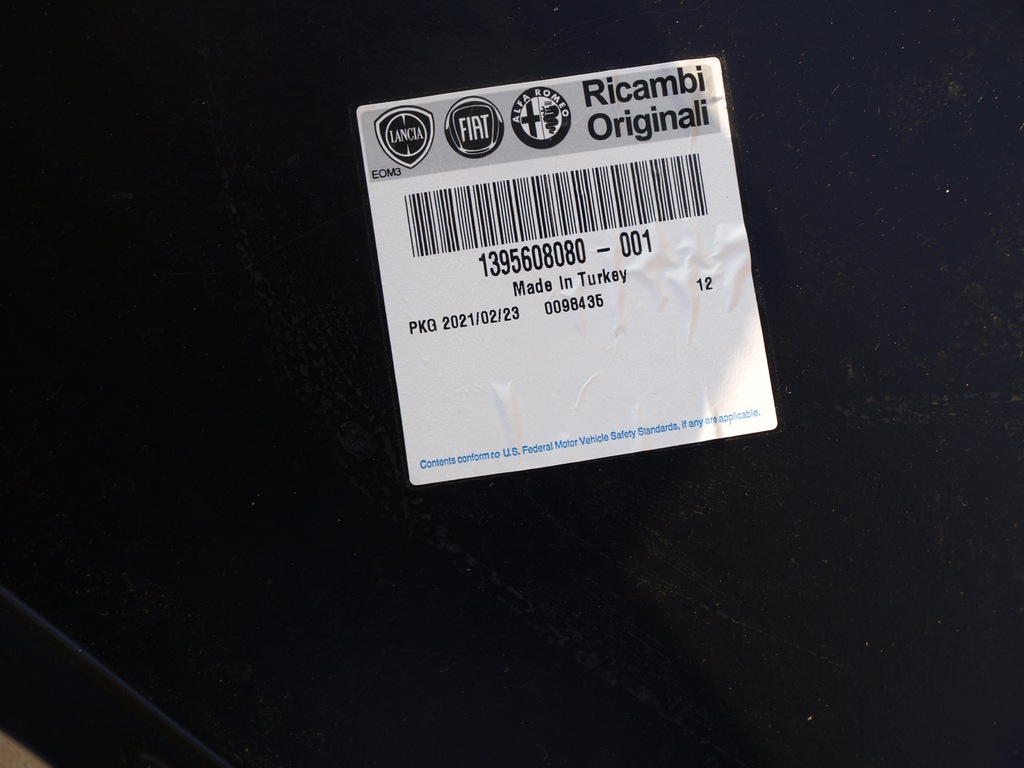 LANCIA
FIAT
ALFA ROMEO
Ricambi
Originali
EOM3
1395608080 - 001
Made In Turkey
12
PKG 2021/02/23 0098435
Contents conform to U.S. Federal Motor Vehicle Safety Standards, if any are applicable.